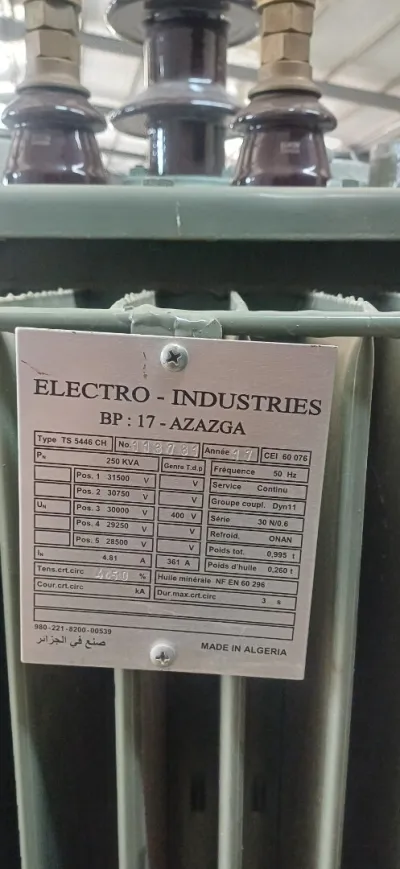 ELECTRO - INDUSTRIES
BP : 17 - AZAZGA
Type TS 5446 CH No. Année 17 CEI 60 076
PN 250 KVA Genre T.d.p Fréquence 50 Hz
Pos. 1 31500 V V Service Continu
Pos. 2 30750 V V Groupe coupl. Dyn11
UN Pos. 3 30000 V 400 V Série 30 N/0.6
Pos. 4 29250 V V Refroid. ONAN
Pos. 5 28500 V V Poids tot. 0,995 t
IN 4.81 A 361 A Poids d'huile 0,260 t
Tens.crt.circ % Huile minérale NF EN 60 296
Cour.crt.circ kA Dur.max.crt.circ 3 s
980-221-8200-00539
صنع في الجزائر
MADE IN ALGERIA